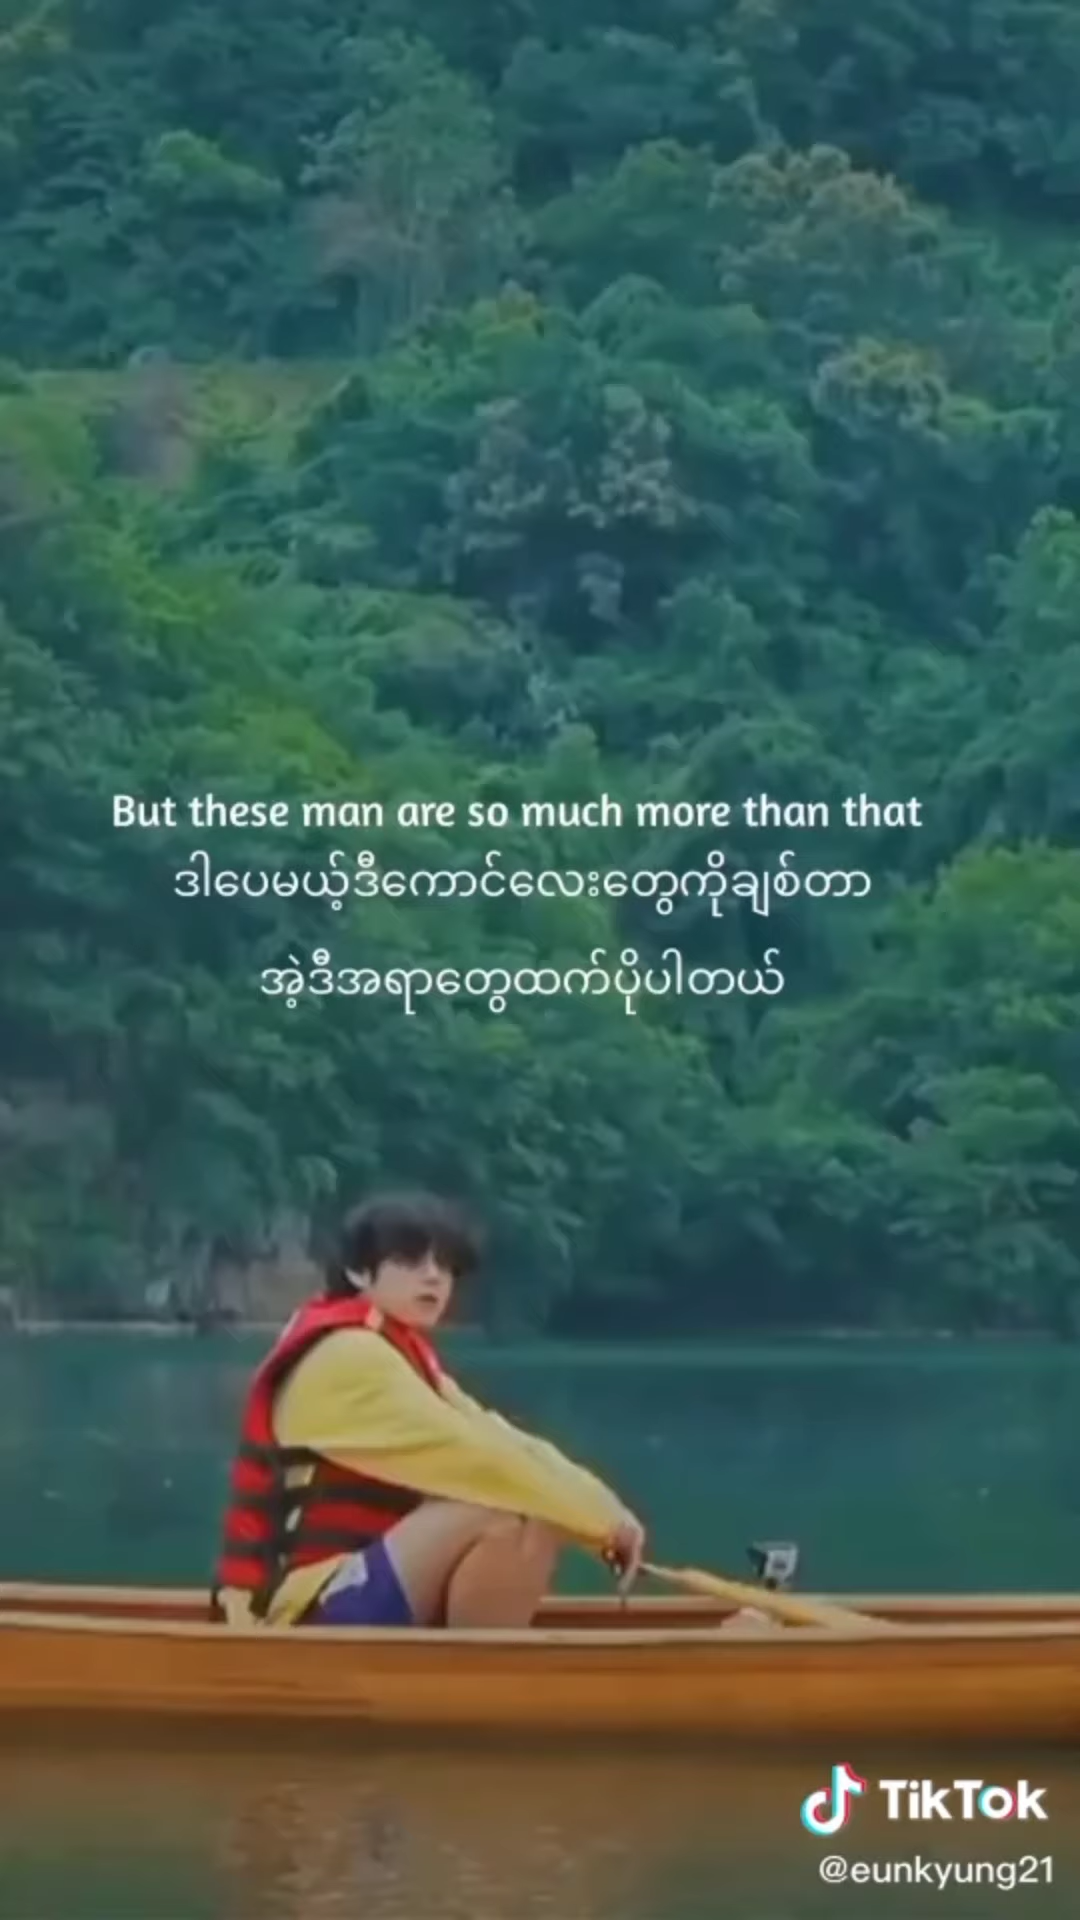 But these man are so much more than that
ဒါပေမယ့်ဒီကောင်လေးတွေကိုချစ်တာ
အဲ့ဒီအရာတွေထက်ပိုပါတယ်
TikTok
@eunkyung21